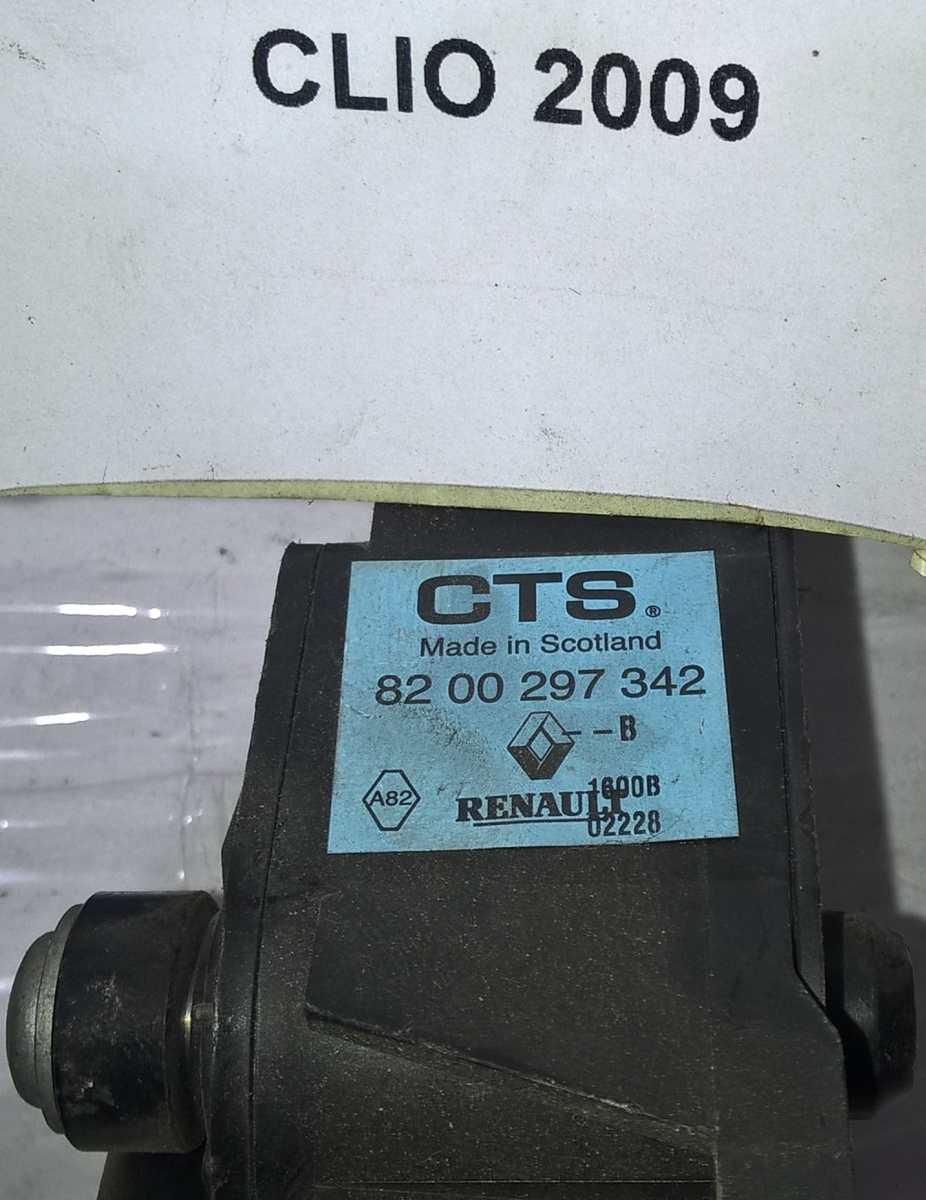 CLIO 2009
CTS®
Made in Scotland
82 00 297 342
--B
A82
RENAULT
1600B
02228